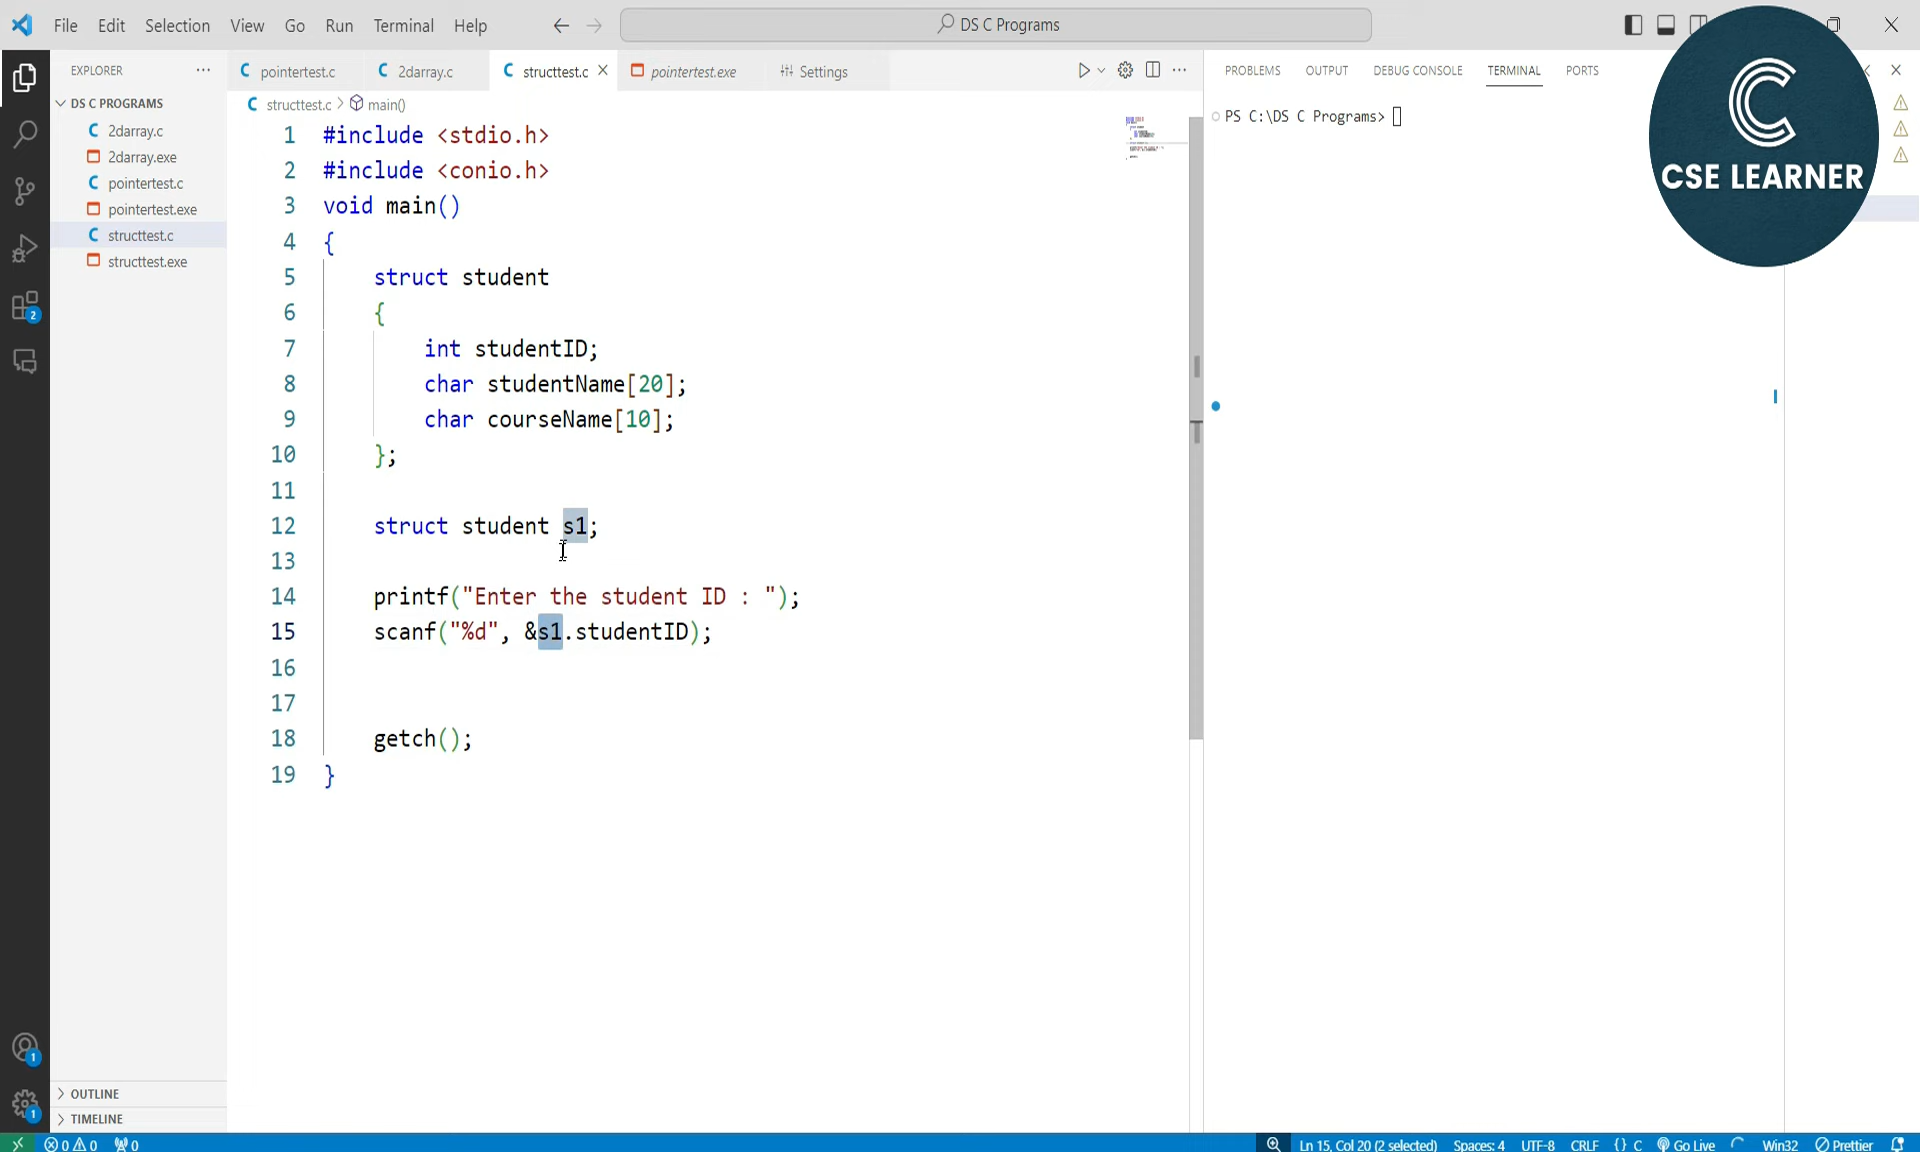 File Edit Selection View Go Run Terminal Help
DS C Programs
EXPLORER
DS C PROGRAMS
2darray.c
2darray.exe
pointertest.c
pointertest.exe
structtest.c
structtest.exe
OUTLINE
TIMELINE
pointertest.c 2darray.c structtest.c pointertest.exe Settings
structtest.c > main()
1 #include <stdio.h>
2 #include <conio.h>
3 void main()
4 {
5 struct student
6 {
7 int studentID;
8 char studentName[20];
9 char courseName[10];
10 };
11
12 struct student s1;
13
14 printf("Enter the student ID : ");
15 scanf("%d", &s1.studentID);
16
17
18 getch();
19 }
PROBLEMS OUTPUT DEBUG CONSOLE TERMINAL PORTS
PS C:\DS C Programs>
C
CSE LEARNER
2
1
1
0 0 0 Ln 15, Col 20 (2 selected) Spaces: 4 UTF-8 CRLF {} C Go Live Win32 Prettier